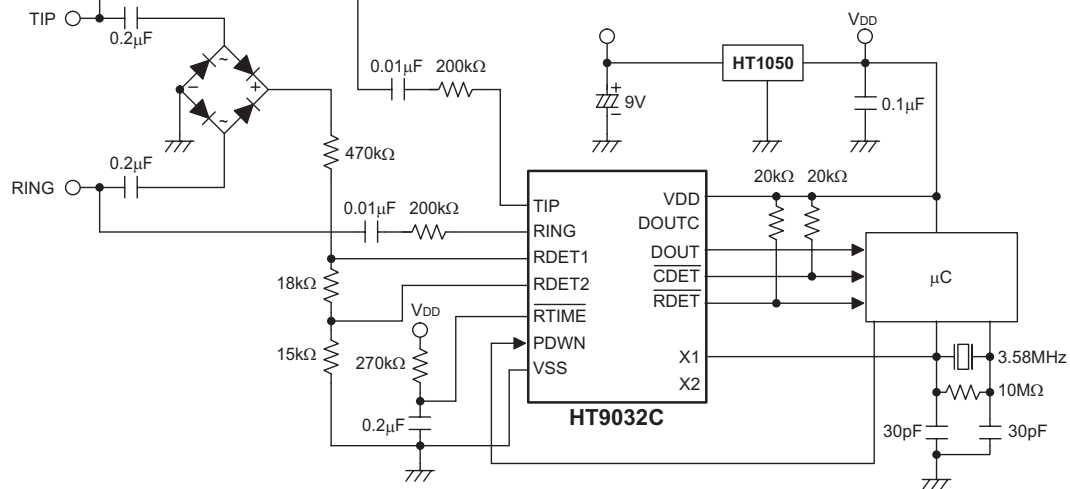 TIP
0.2μF
~
−
+
~
0.2μF
RING
0.01μF 200kΩ
470kΩ
0.01μF 200kΩ
18kΩ
15kΩ
VDD
270kΩ
0.2μF
+
9V
−
HT1050
VDD
0.1μF
20kΩ 20kΩ
TIP
RING
RDET1
RDET2
RTIME
PDWN
VSS
VDD
DOUTC
DOUT
CDET
RDET
X1
X2
HT9032C
μC
3.58MHz
10MΩ
30pF 30pF